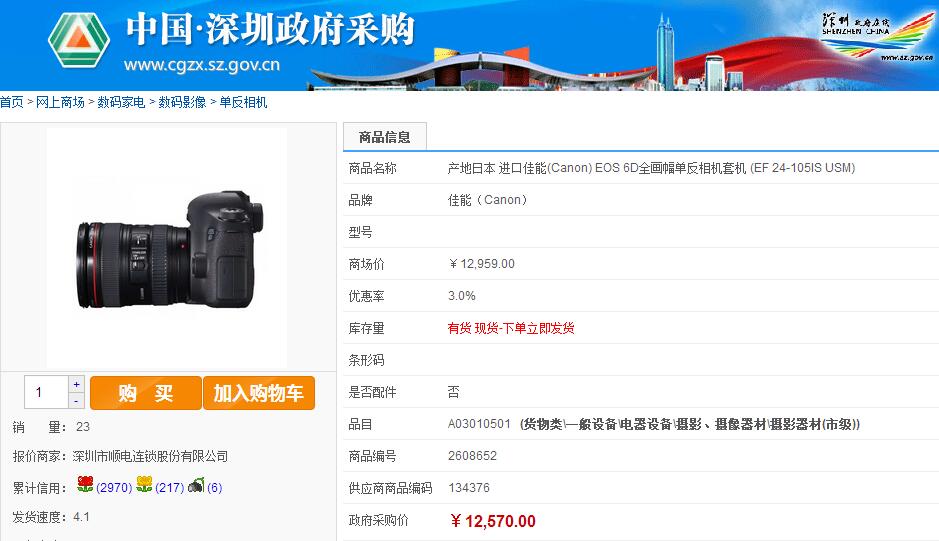 中国·深圳政府采购
www.cgzx.sz.gov.cn
深圳 政府在线
SHENZHEN CHINA
www.sz.gov.cn
首页 > 网上商场 > 数码家电 > 数码影像 > 单反相机
商品信息
商品名称 产地日本 进口佳能(Canon) EOS 6D全画幅单反相机套机 (EF 24-105IS USM)
品牌 佳能（Canon）
型号
商场价 ￥12,959.00
优惠率 3.0%
库存量 有货 现货-下单立即发货
条形码
是否配件 否
品目 A03010501 (货物类\一般设备\电器设备\摄影、摄像器材\摄影器材(市级))
商品编号 2608652
供应商商品编码 134376
政府采购价 ￥12,570.00
1 + -
购 买
加入购物车
销 量： 23
报价商家： 深圳市顺电连锁股份有限公司
累计信用： (2970) (217) (6)
发货速度： 4.1